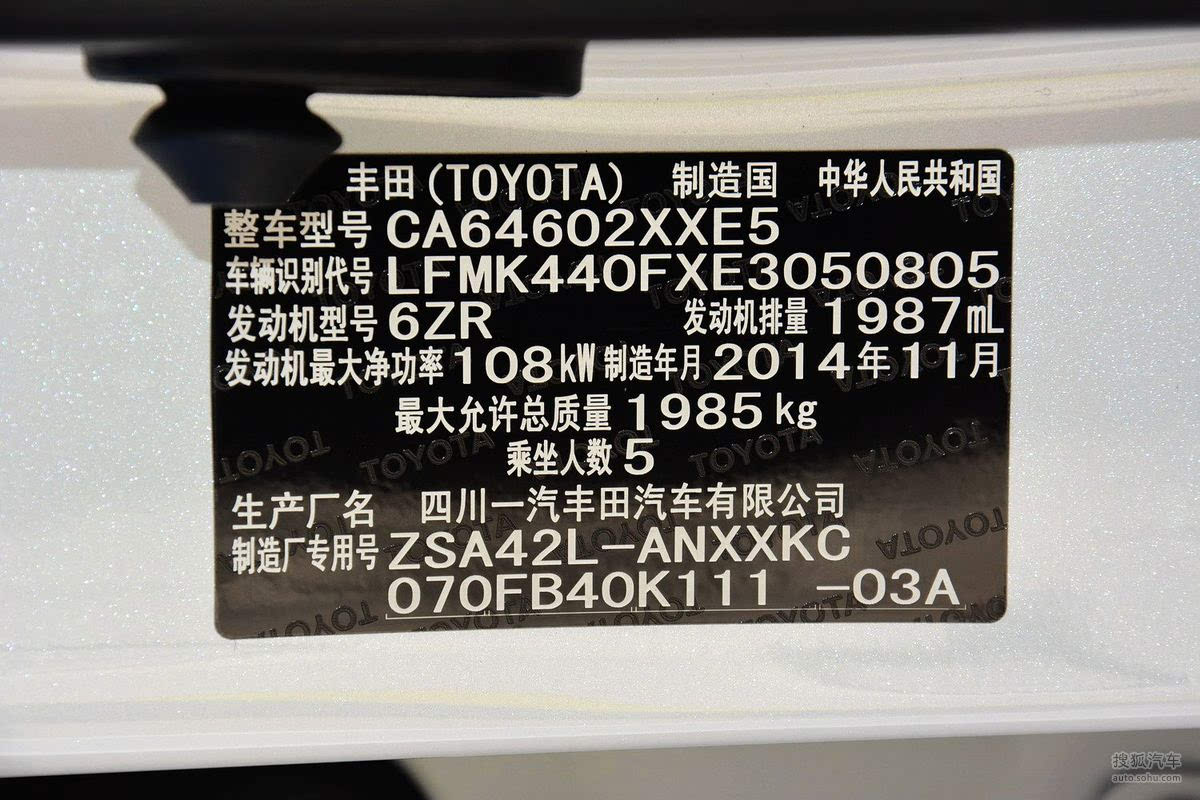 丰田(TOYOTA) 制造国 中华人民共和国
整车型号 CA64602XXE5
车辆识别代号 LFMK440FXE3050805
发动机型号 6ZR 发动机排量 1987mL
发动机最大净功率 108kW 制造年月 2014年11月
最大允许总质量 1985kg
乘坐人数 5
生产厂名 四川一汽丰田汽车有限公司
制造厂专用号 ZSA42L-ANXXKC
070FB40K111 -03A
搜狐汽车
auto.sohu.com